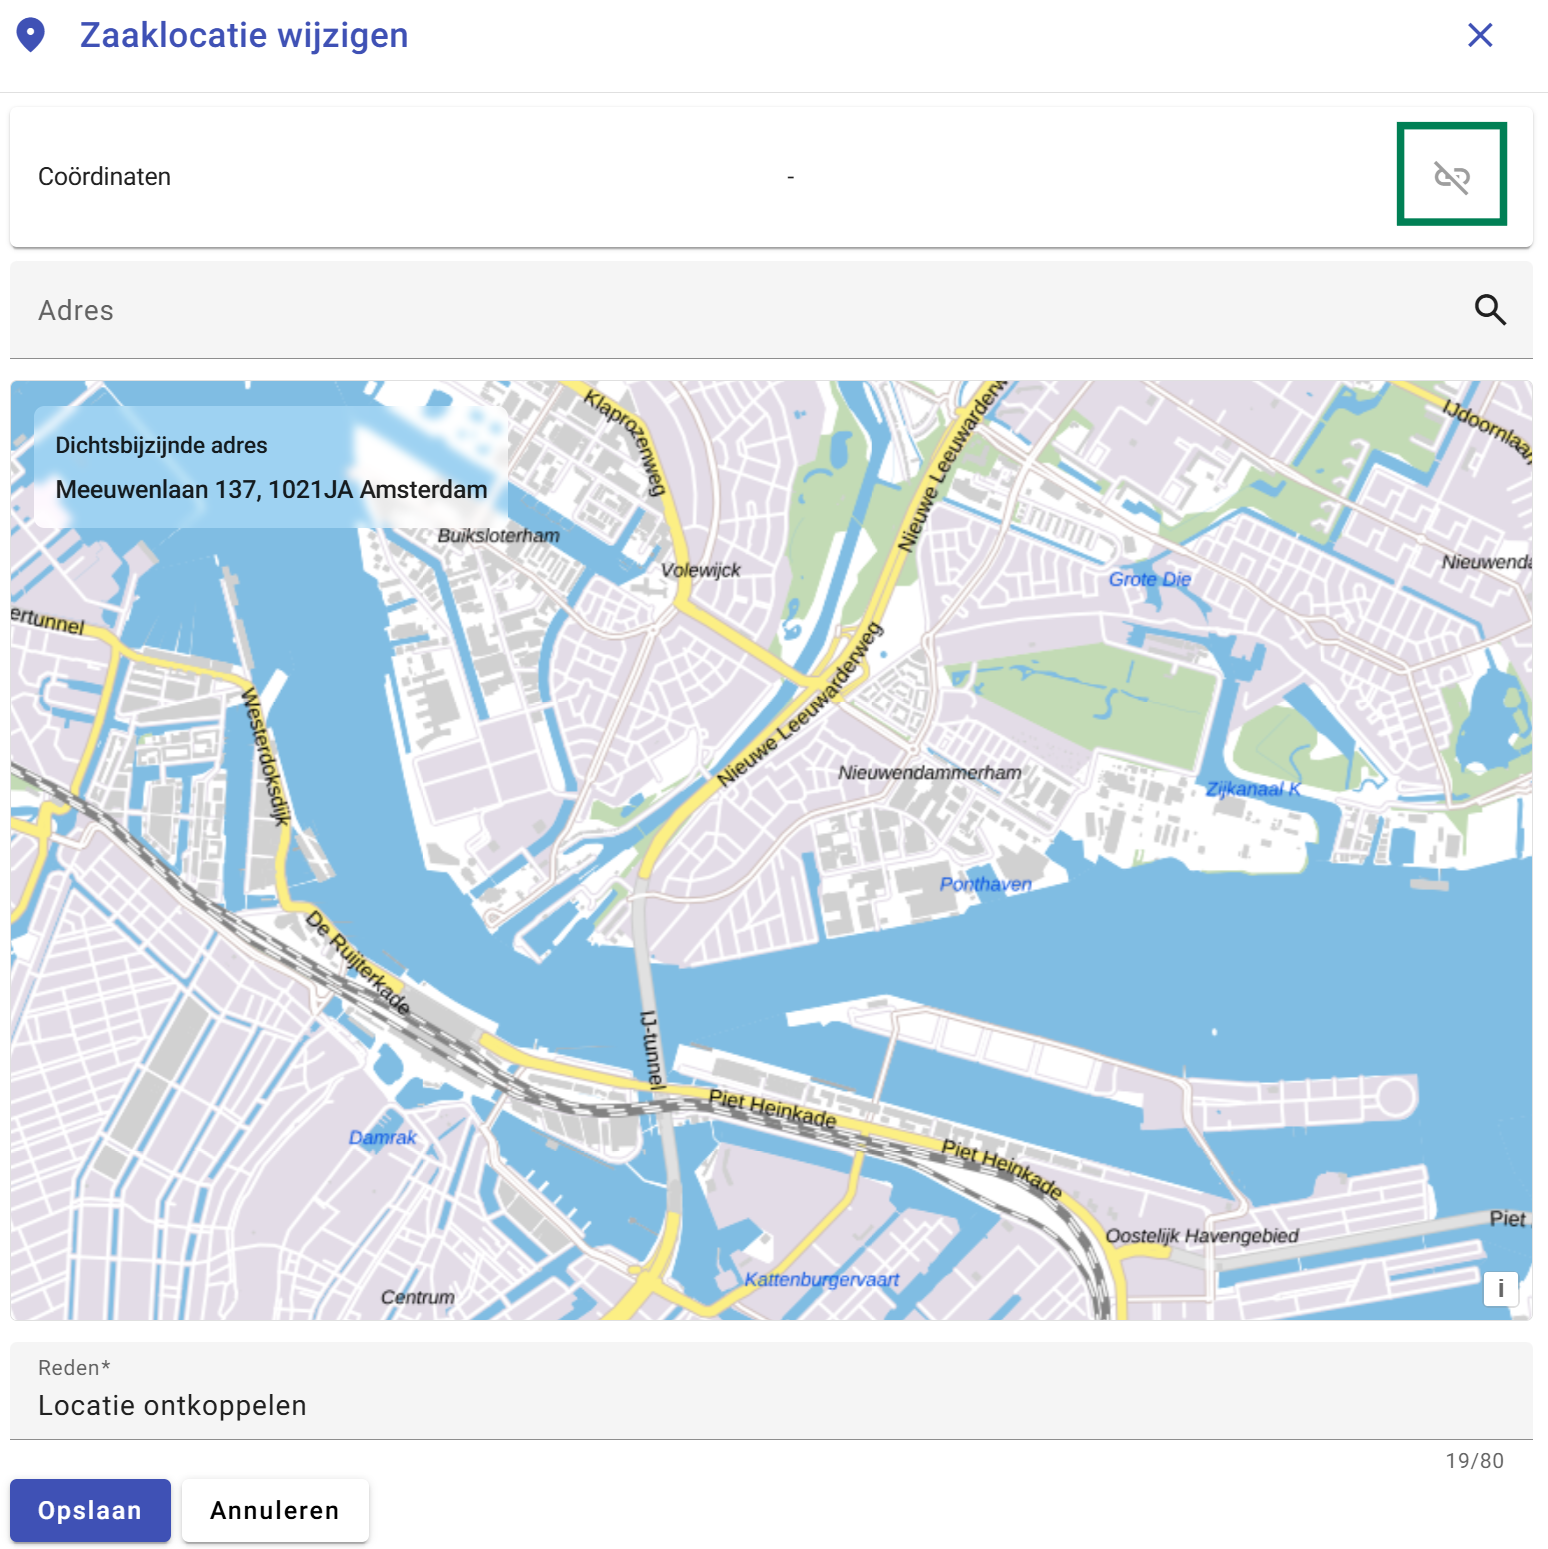 Zaaklocatie wijzigen
Coördinaten
-
Adres
Dichtsbijzijnde adres
Meeuwenlaan 137, 1021JA Amsterdam
Klaprozenweg
Nieuwe Leeuwarderw
IJdoornlaan
Nieuwe Leeuwarderweg
Buiksloterham
Volewijck
Nieuwenda
Grote Die
ertunnel
Westerdoksdijk
Nieuwendammerham
Zijkanaal K
Ponthaven
De Ruijterkade
IJ-tunnel
Piet Heinkade
Piet Heinkade
Damrak
Piet
Oostelijk Havengebied
Kattenburgervaart
Centrum
i
Reden*
Locatie ontkoppelen
19/80
Opslaan
Annuleren